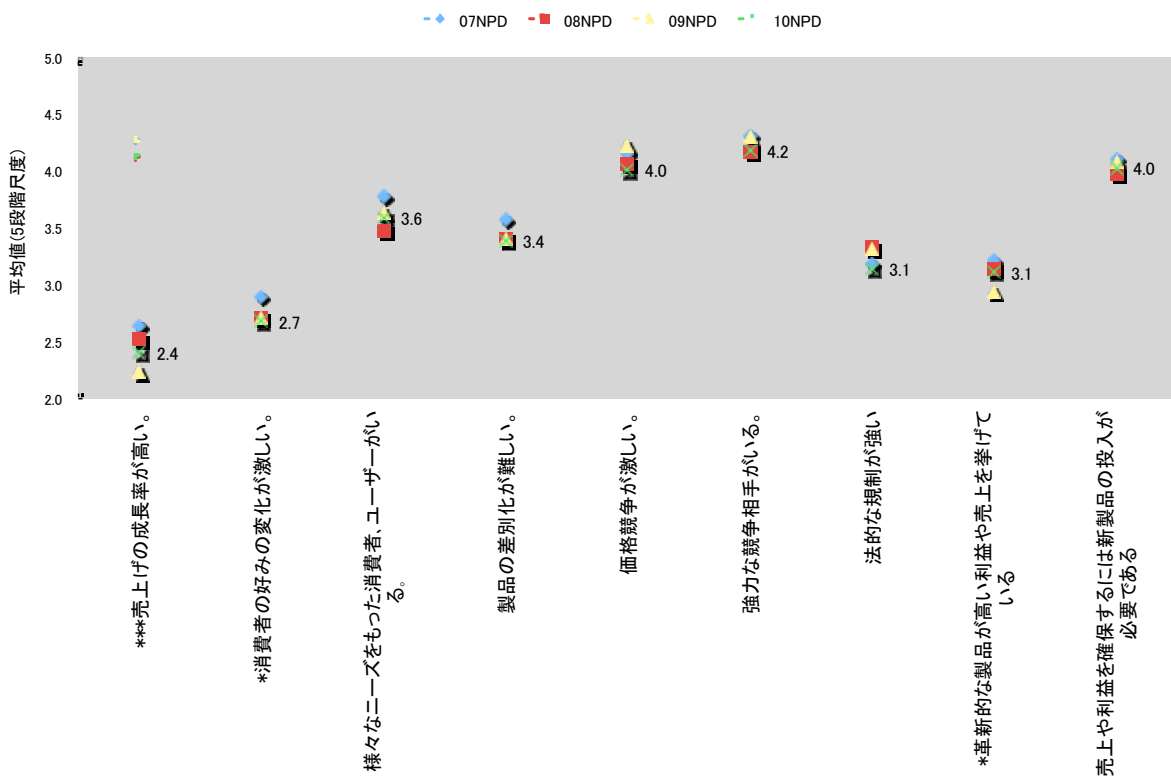 07NPD 08NPD 09NPD 10NPD
平均値(5段階尺度)
5.0
4.5
4.0
3.5
3.0
2.5
2.0
2.4
2.7
3.6
3.4
4.0
4.2
3.1
3.1
4.0
***売上げの成長率が高い。
*消費者の好みの変化が激しい。
様々なニーズをもった消費者、ユーザーがい
る。
製品の差別化が難しい。
価格競争が激しい。
強力な競争相手がいる。
法的な規制が強い
*革新的な製品が高い利益や売上を挙げて
いる
売上や利益を確保するには新製品の投入が
必要である